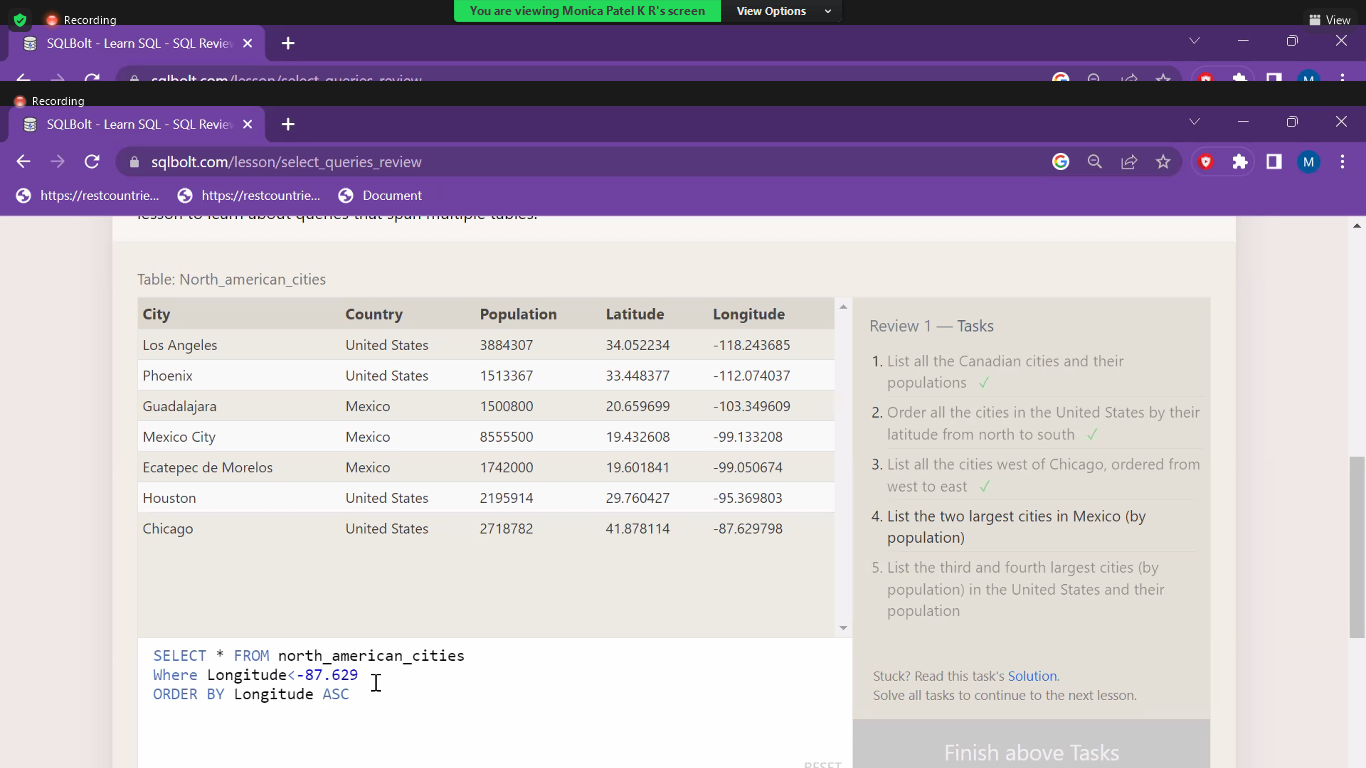 Recording
You are viewing Monica Patel K R's screen
View Options
View
SQLBolt - Learn SQL - SQL Review
sqlbolt.com/lesson/select_queries_review
M
Recording
SQLBolt - Learn SQL - SQL Review
sqlbolt.com/lesson/select_queries_review
M
https://restcountrie...
https://restcountrie...
Document
lesson to learn about queries that span multiple tables.
Table: North_american_cities
City Country Population Latitude Longitude
Los Angeles United States 3884307 34.052234 -118.243685
Phoenix United States 1513367 33.448377 -112.074037
Guadalajara Mexico 1500800 20.659699 -103.349609
Mexico City Mexico 8555500 19.432608 -99.133208
Ecatepec de Morelos Mexico 1742000 19.601841 -99.050674
Houston United States 2195914 29.760427 -95.369803
Chicago United States 2718782 41.878114 -87.629798
SELECT * FROM north_american_cities
Where Longitude<-87.629
ORDER BY Longitude ASC
RESET
Review 1 — Tasks
1. List all the Canadian cities and their
populations ✓
2. Order all the cities in the United States by their
latitude from north to south ✓
3. List all the cities west of Chicago, ordered from
west to east ✓
4. List the two largest cities in Mexico (by
population)
5. List the third and fourth largest cities (by
population) in the United States and their
population
Stuck? Read this task's Solution.
Solve all tasks to continue to the next lesson.
Finish above Tasks